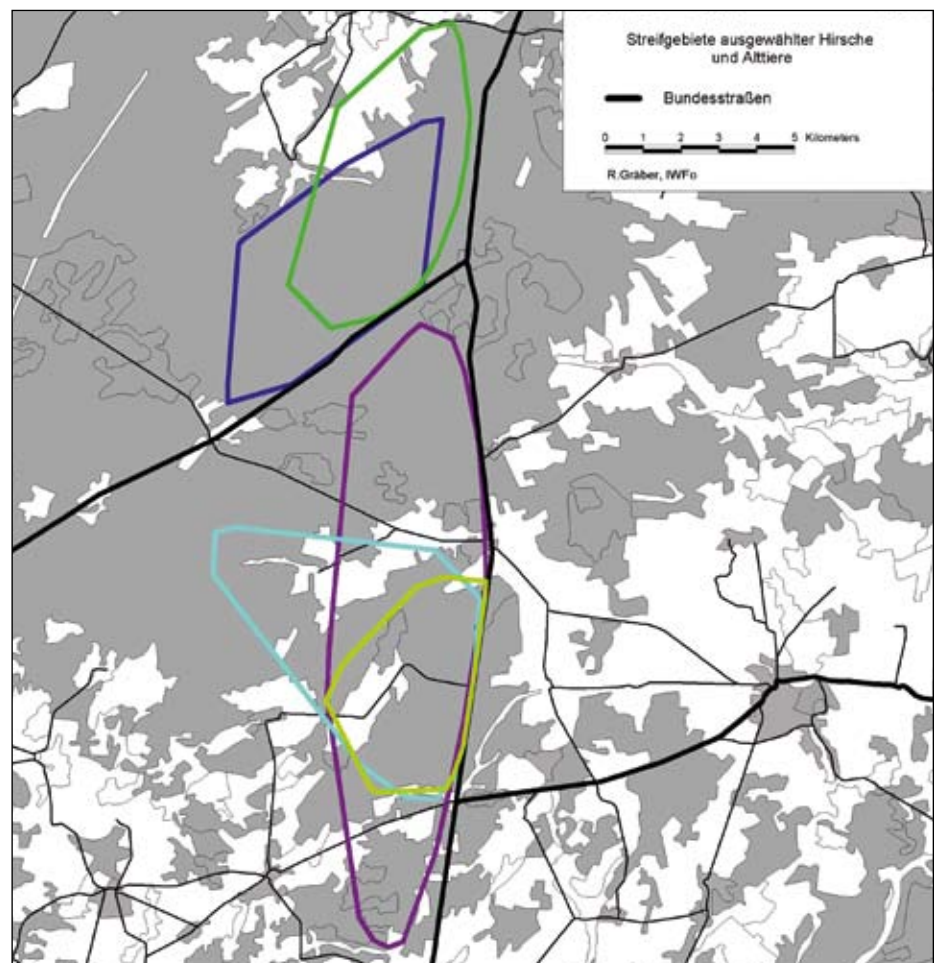 Streifgebiete ausgewählter Hirsche
und Alttiere
Bundesstraßen
0 1 2 3 4 5 Kilometers
R.Gräber, IWFo